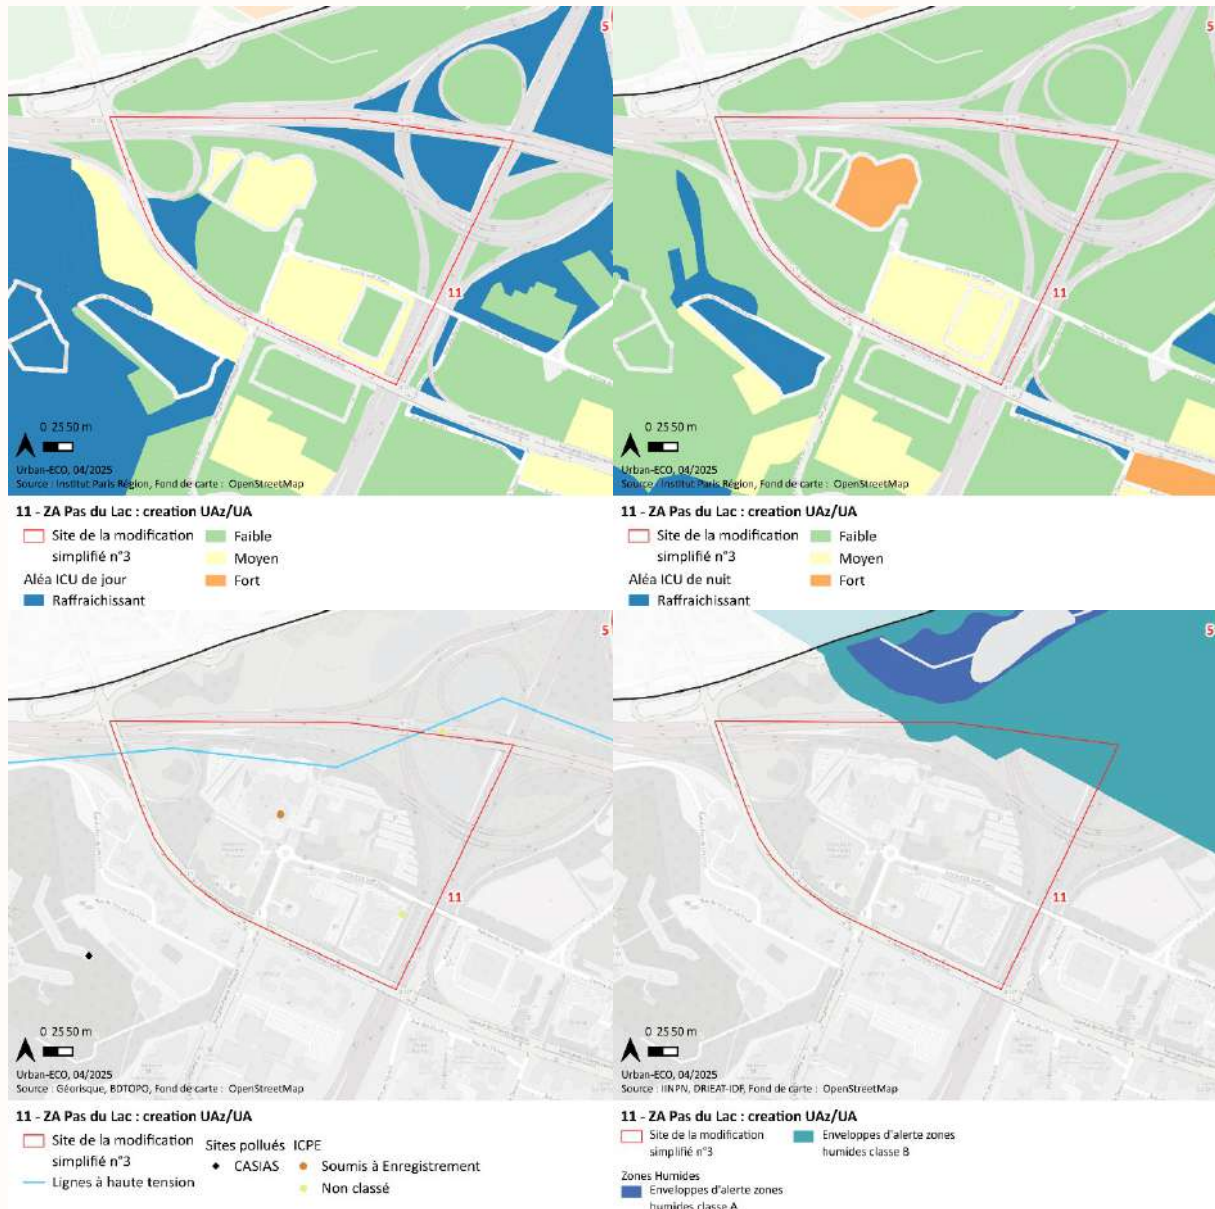 5
11
0 25 50 m
Urban-ECO, 04/2025
Source : Institut Paris Région, Fond de carte : OpenStreetMap
11 - ZA Pas du Lac : creation UAz/UA
Site de la modification
simplifié n°3
Aléa ICU de jour
Raffraichissant
Faible
Moyen
Fort
5
11
0 25 50 m
Urban-ECO, 04/2025
Source : Institut Paris Région, Fond de carte : OpenStreetMap
11 - ZA Pas du Lac : creation UAz/UA
Site de la modification
simplifié n°3
Aléa ICU de nuit
Raffraichissant
Faible
Moyen
Fort
5
11
0 25 50 m
Urban-ECO, 04/2025
Source : Géorisque, BDTOPO, Fond de carte : OpenStreetMap
11 - ZA Pas du Lac : creation UAz/UA
Site de la modification
simplifié n°3
Lignes à haute tension
Sites pollués
CASIAS
ICPE
Soumis à Enregistrement
Non classé
5
11
0 25 50 m
Urban-ECO, 04/2025
Source : IINPN, DRIEAT-IDF, Fond de carte : OpenStreetMap
11 - ZA Pas du Lac : creation UAz/UA
Site de la modification
simplifié n°3
Zones Humides
Enveloppes d'alerte zones
humides classe A
Enveloppes d'alerte zones
humides classe B